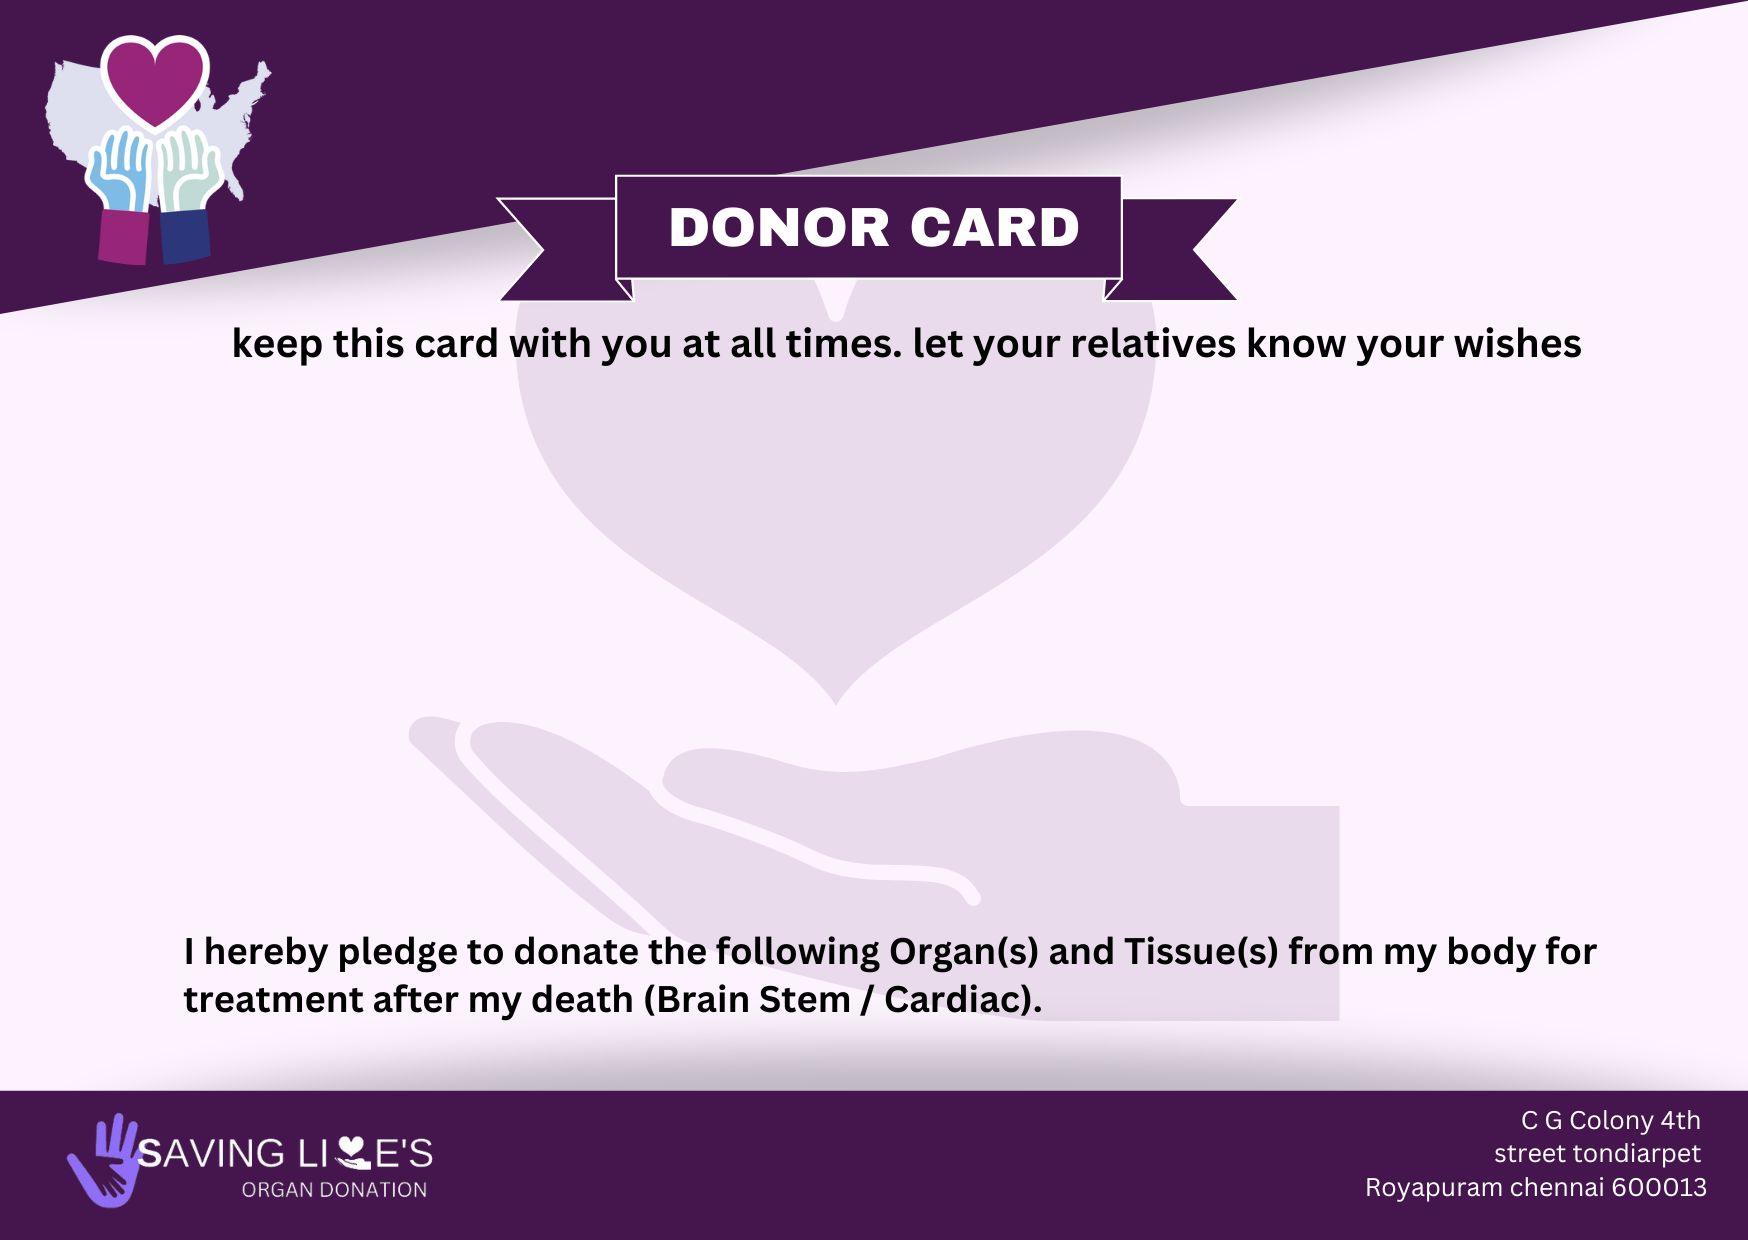 DONOR CARD
keep this card with you at all times. let your relatives know your wishes
I hereby pledge to donate the following Organ(s) and Tissue(s) from my body for
treatment after my death (Brain Stem / Cardiac).
SAVING LIVE'S
ORGAN DONATION
C G Colony 4th
street tondiarpet
Royapuram chennai 600013